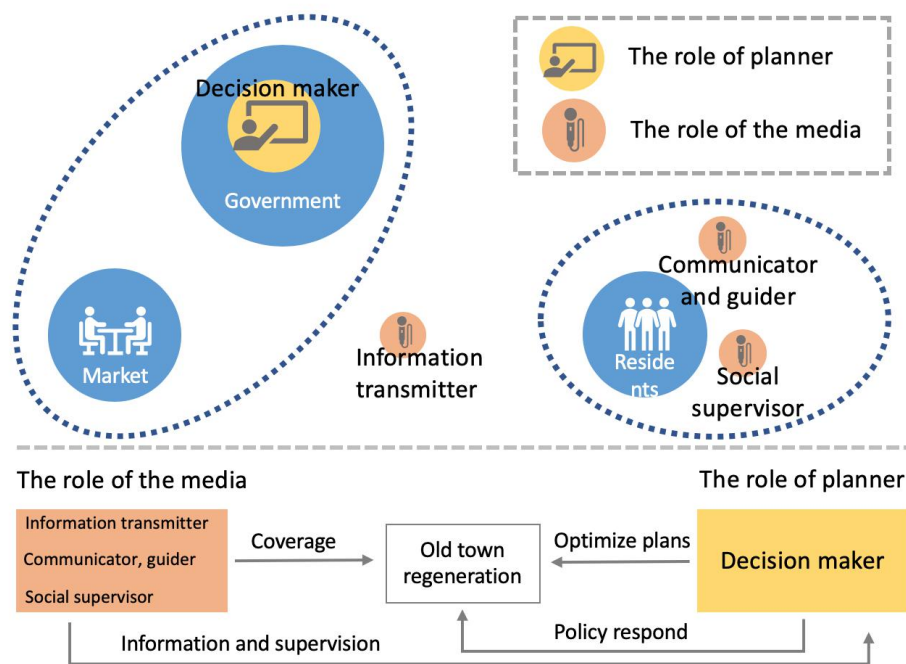 Decision maker
Government
Market
Information
transmitter
The role of planner
The role of the media
Communicator
and guider
Reside
nts
Social
supervisor
The role of the media
Information transmitter
Communicator, guider
Social supervisor
Coverage
Old town
regeneration
Optimize plans
The role of planner
Decision maker
Information and supervision
Policy respond